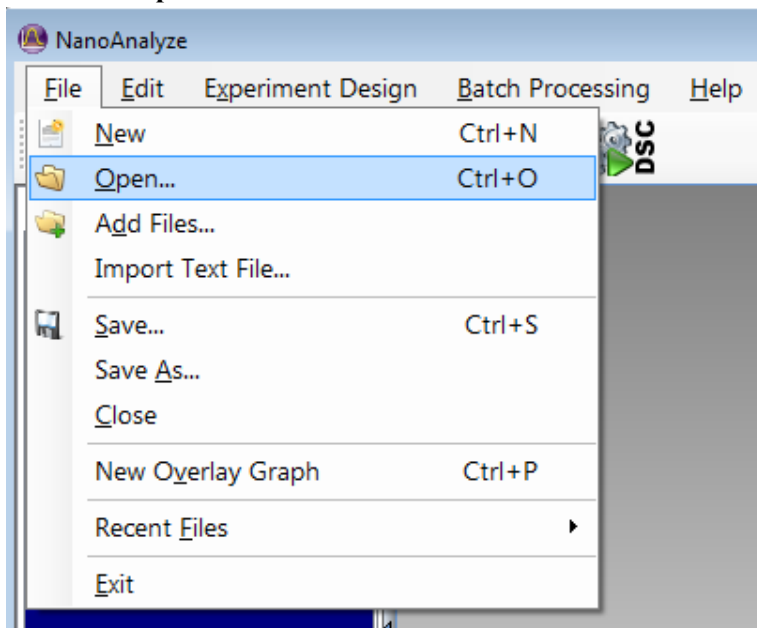 NanoAnalyze
File Edit Experiment Design Batch Processing Help
New Ctrl+N
DSC
Open... Ctrl+O
Add Files...
Import Text File...
Save... Ctrl+S
Save As...
Close
New Overlay Graph Ctrl+P
Recent Files
Exit